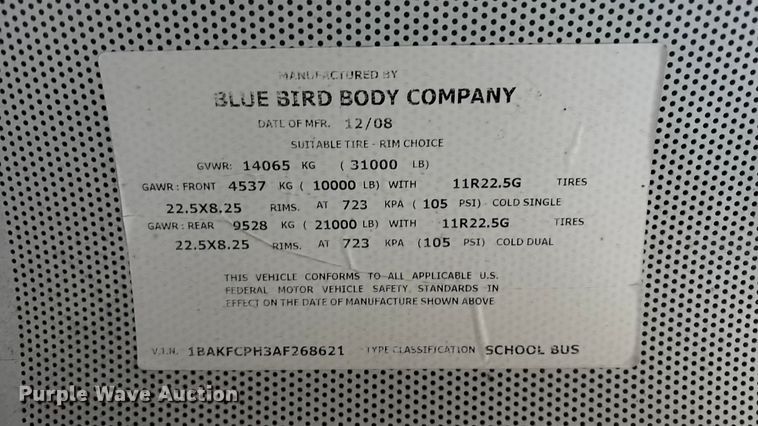 MANUFACTURED BY
BLUE BIRD BODY COMPANY
DATE OF MFR. 12/08
SUITABLE TIRE - RIM CHOICE
GVWR: 14065 KG ( 31000 LB)
GAWR : FRONT 4537 KG ( 10000 LB) WITH 11R22.5G TIRES
22.5X8.25 RIMS. AT 723 KPA ( 105 PSI) COLD SINGLE
GAWR : REAR 9528 KG ( 21000 LB) WITH 11R22.5G TIRES
22.5X8.25 RIMS. AT 723 KPA (105 PSI) COLD DUAL
THIS VEHICLE CONFORMS TO ALL APPLICABLE U.S.
FEDERAL MOTOR VEHICLE SAFETY STANDARDS IN
EFFECT ON THE DATE OF MANUFACTURE SHOWN ABOVE
V.I.N. 1BAKFCPH3AF268621 TYPE CLASSIFICATION SCHOOL BUS
Purple Wave Auction